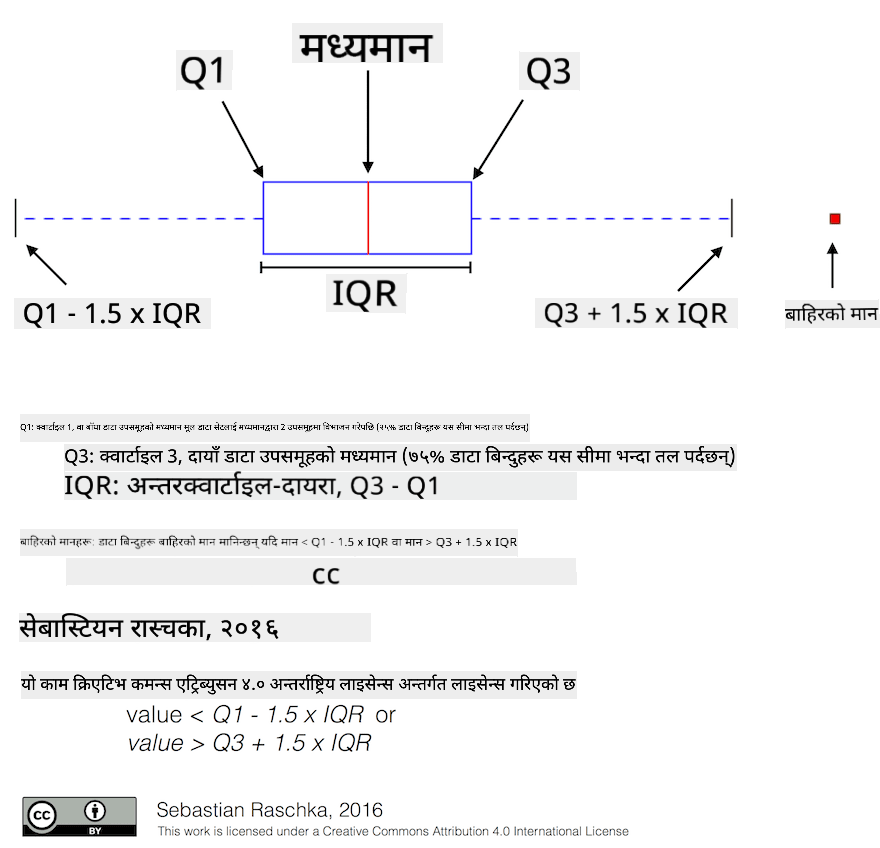 मध्यमान
Q1
Q3
IQR
Q1 - 1.5 x IQR
Q3 + 1.5 x IQR
बाहिरको मान
Q1: क्वार्टाइल 1, वा बाँया डाटा उपसमूहको मध्यमान मूल डाटा सेटलाई मध्यमानद्वारा 2 उपसमूहमा विभाजन गरेपछि (२५% डाटा बिन्दुहरू यस सीमा भन्दा तल पर्दछन्)
Q3: क्वार्टाइल 3, दायाँ डाटा उपसमूहको मध्यमान (७५% डाटा बिन्दुहरू यस सीमा भन्दा तल पर्दछन्)
IQR: अन्तरक्वार्टाइल-दायरा, Q3 - Q1
बाहिरको मानहरू: डाटा बिन्दुहरू बाहिरको मान मानिन्छन् यदि मान < Q1 - 1.5 x IQR वा मान > Q3 + 1.5 x IQR
cc
सेबास्टियन रास्चका, २०१६
यो काम क्रिएटिभ कमन्स एट्रिब्युसन ४.० अन्तर्राष्ट्रिय लाइसेन्स अन्तर्गत लाइसेन्स गरिएको छ
value < Q1 - 1.5 x IQR or
value > Q3 + 1.5 x IQR
cc
BY
Sebastian Raschka, 2016
This work is licensed under a Creative Commons Attribution 4.0 International License